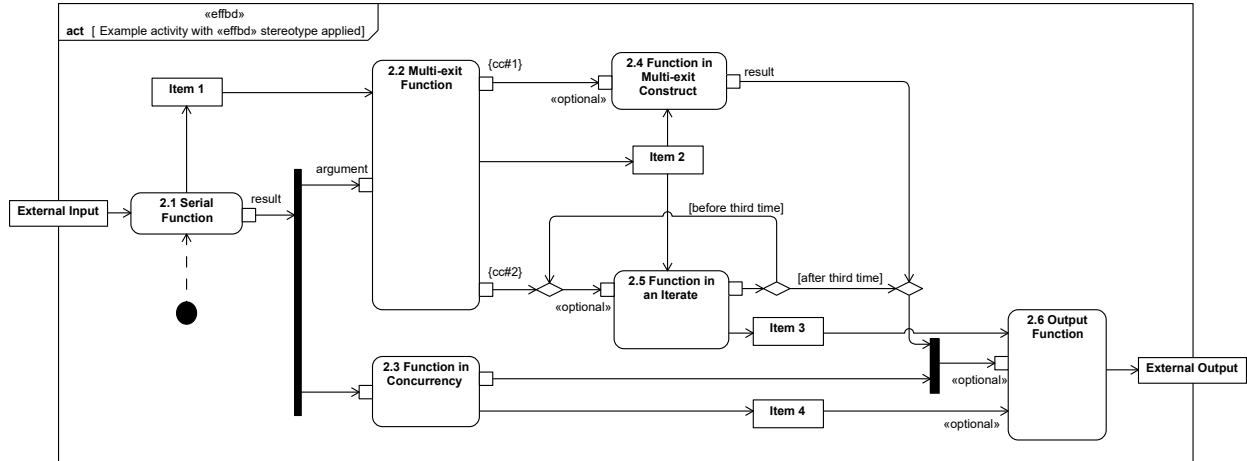 «effbd»
act [ Example activity with «effbd» stereotype applied]
{cc#1}
2.2 Multi-exit
Function
2.4 Function in
Multi-exit
Construct
result
Item 1
«optional»
argument
Item 2
2.1 Serial
Function
result
External Input
[before third time]
{cc#2}
2.5 Function in
an Iterate
[after third time]
«optional»
2.6 Output
Function
Item 3
2.3 Function in
Concurrency
External Output
«optional»
Item 4
«optional»